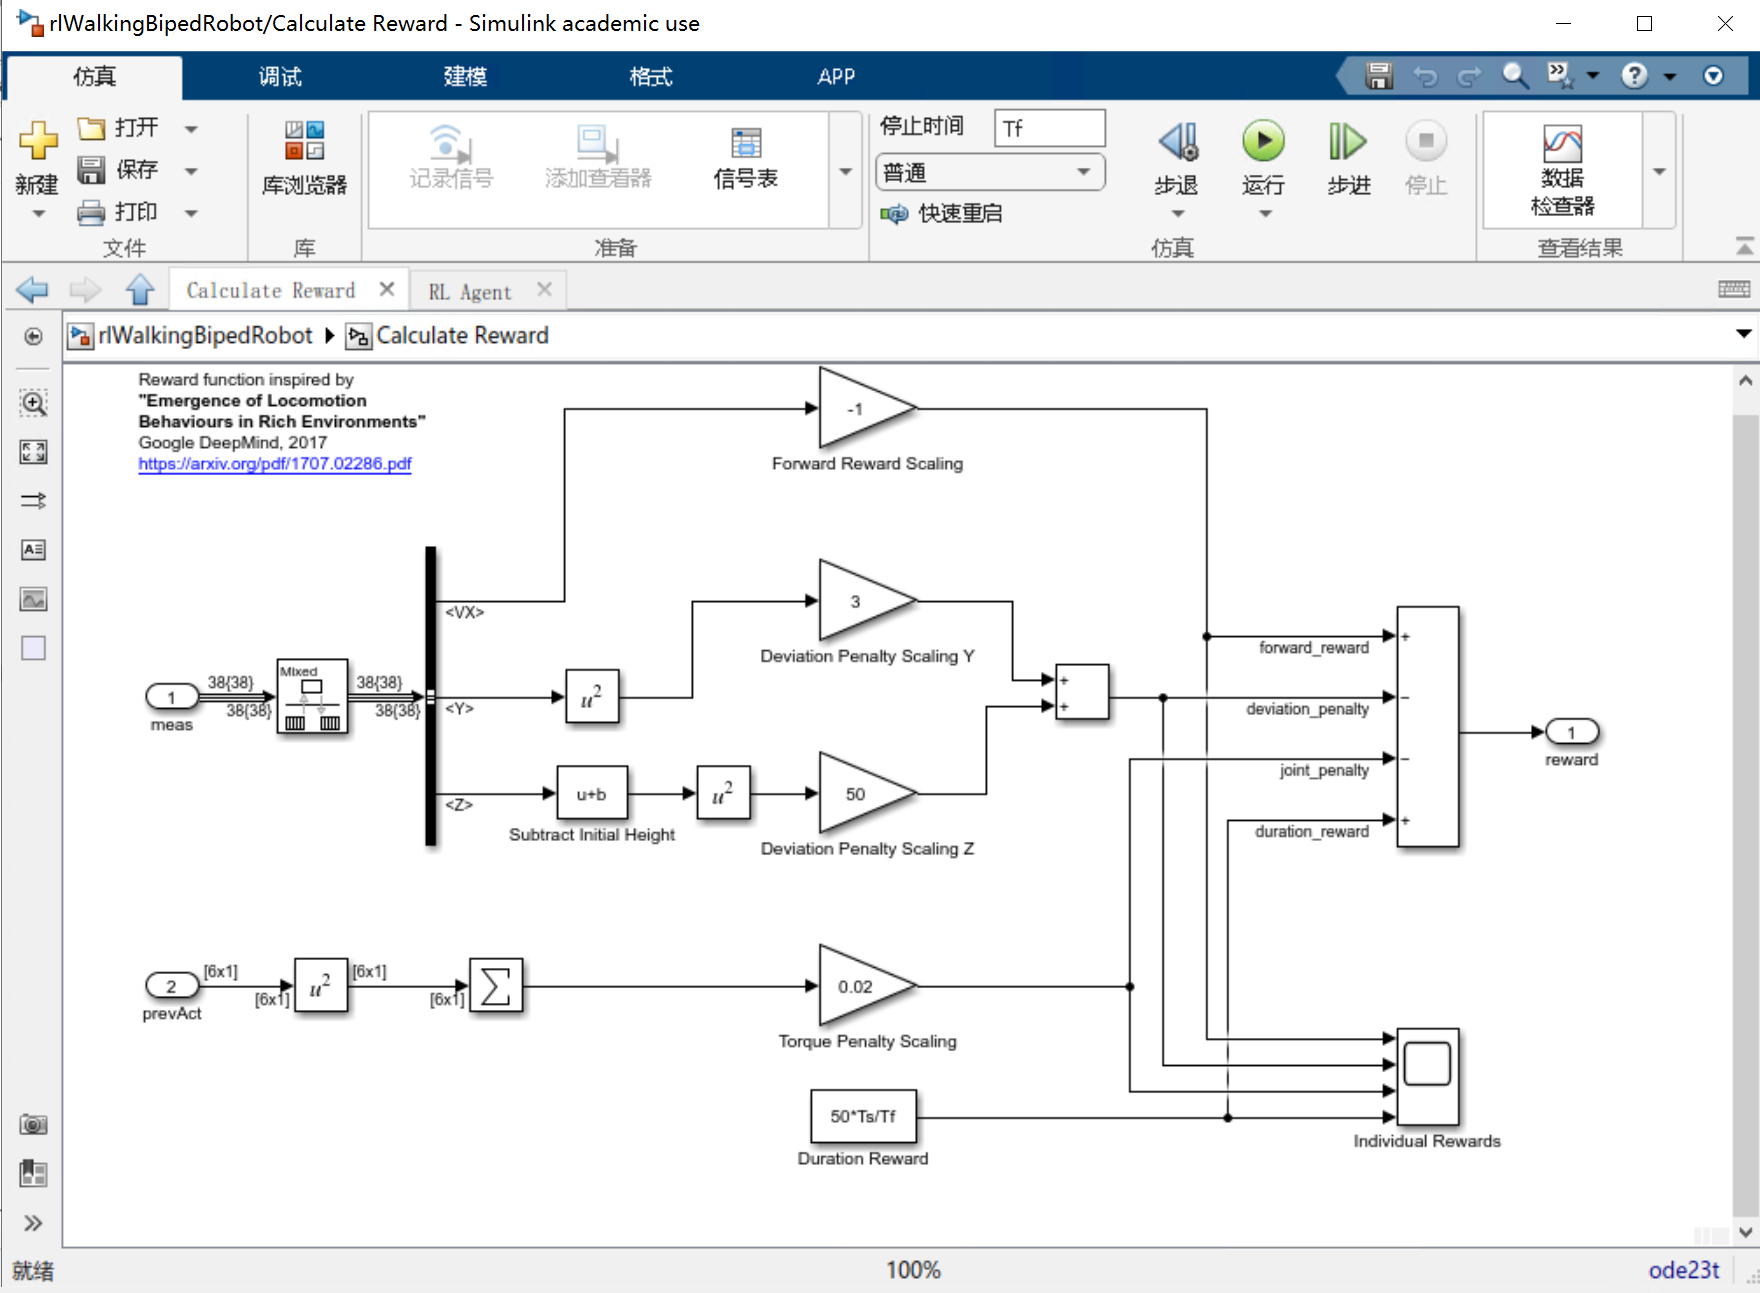 rlWalkingBipedRobot/Calculate Reward - Simulink academic use
仿真 调试 建模 格式 APP
新建
打开
保存
打印
文件
库浏览器
库
记录信号
添加查看器
信号表
准备
停止时间 Tf
普通
快速重启
步退
运行
步进
停止
仿真
数据
检查器
查看结果
Calculate Reward
RL Agent
rlWalkingBipedRobot
Calculate Reward
Reward function inspired by
"Emergence of Locomotion
Behaviours in Rich Environments"
Google DeepMind, 2017
https://arxiv.org/pdf/1707.02286.pdf
-1
Forward Reward Scaling
<VX>
3
Deviation Penalty Scaling Y
1
meas
38{38}
38{38}
Mixed
38{38}
38{38}
<Y>
u²
+
+
<Z>
u+b
Subtract Initial Height
u²
50
Deviation Penalty Scaling Z
forward_reward
+
deviation_penalty
−
joint_penalty
−
duration_reward
+
1
reward
2
prevAct
[6x1]
[6x1]
u²
[6x1]
[6x1]
∑
0.02
Torque Penalty Scaling
50*Ts/Tf
Duration Reward
Individual Rewards
就绪
100%
ode23t